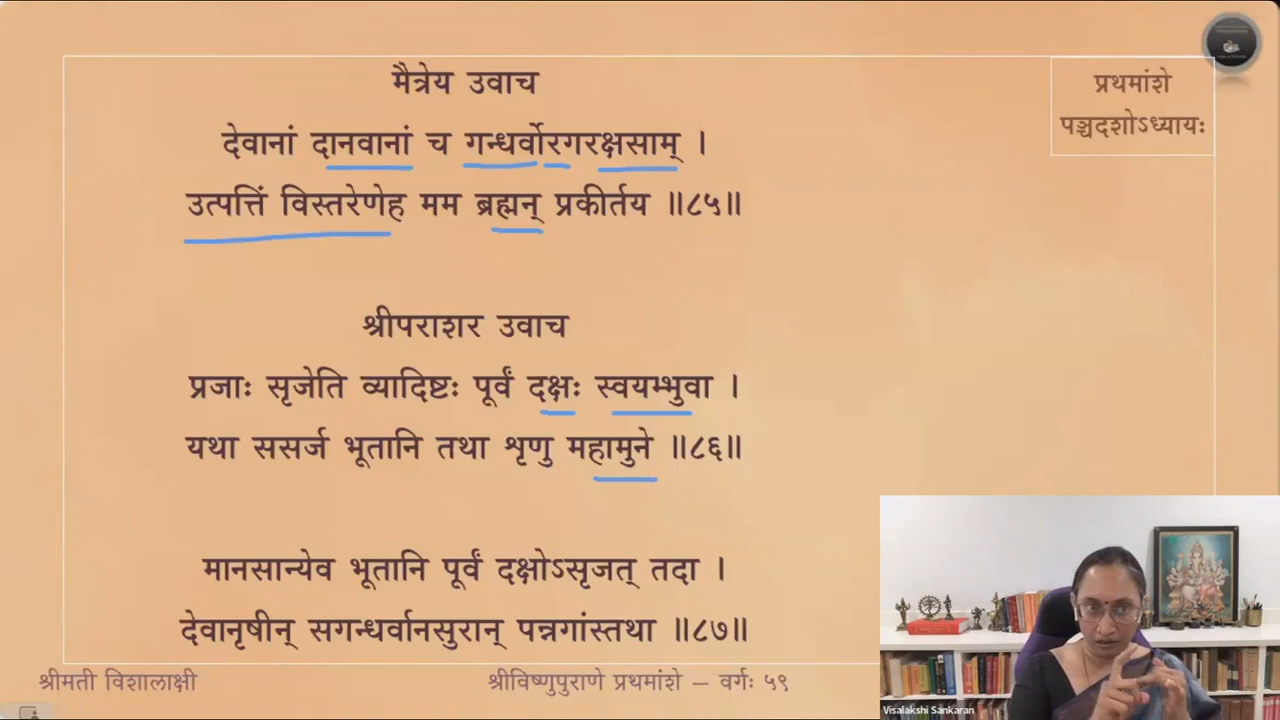 मैत्रेय उवाच
देवानां दानवानां च गन्धर्वोरगरक्षसाम् ।
उत्पत्तिं विस्तरेणेह मम ब्रह्मन् प्रकीर्तय ॥८५॥
प्रथमांशे
पञ्चदशोऽध्यायः
श्रीपराशर उवाच
प्रजाः सृजेति व्यादिष्टः पूर्वं दक्षः स्वयम्भुवा ।
यथा ससर्ज भूतानि तथा शृणु महामुने ॥८६॥
मानसान्येव भूतानि पूर्वं दक्षोऽसृजत् तदा ।
देवानृषीन् सगन्धर्वानसुरान् पन्नगांस्तथा ॥८७॥
श्रीमती विशालाक्षी
श्रीविष्णुपुराणे प्रथमांशे – वर्गः ५९
Visalakshi Sankaran